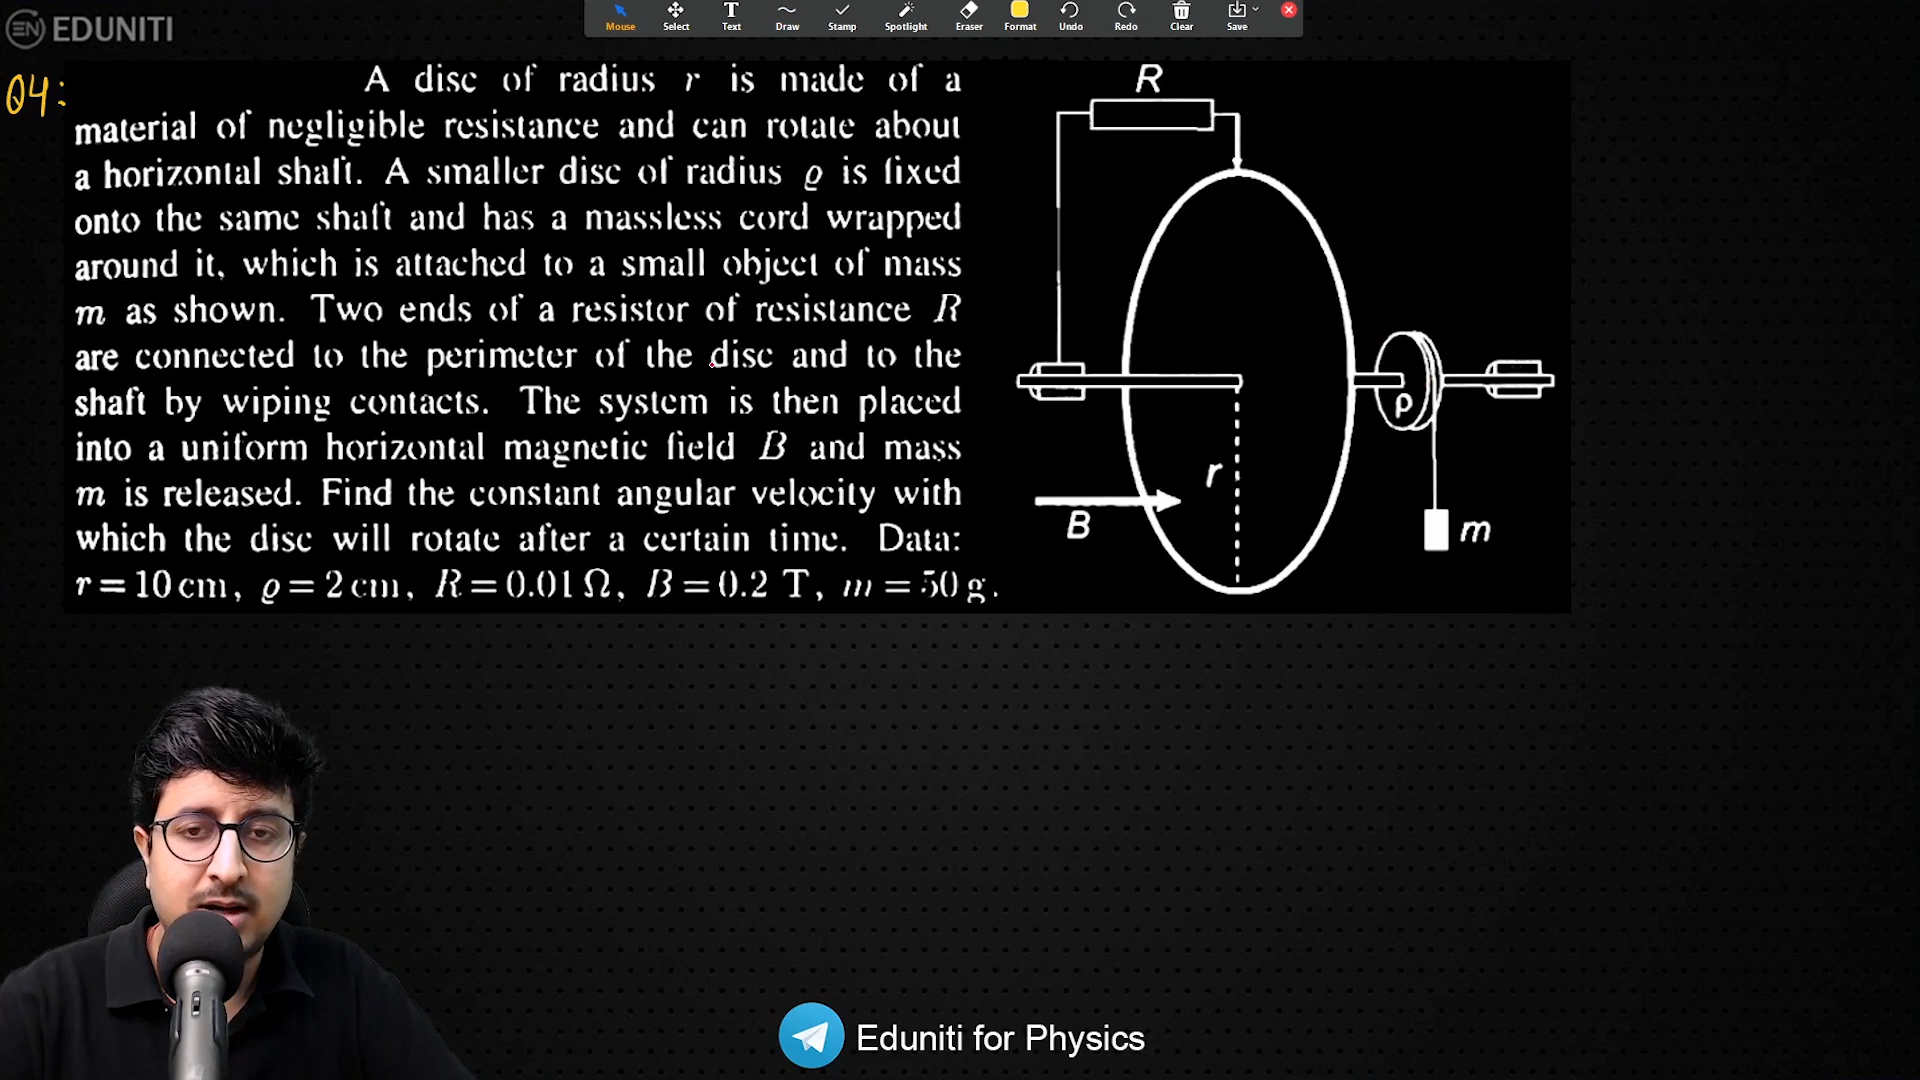 EN EDUNITI
Mouse Select Text Draw Stamp Spotlight Eraser Format Undo Redo Clear Save
Q4:
A disc of radius r is made of a
material of negligible resistance and can rotate about
a horizontal shaft. A smaller disc of radius ϱ is fixed
onto the same shaft and has a massless cord wrapped
around it, which is attached to a small object of mass
m as shown. Two ends of a resistor of resistance R
are connected to the perimeter of the disc and to the
shaft by wiping contacts. The system is then placed
into a uniform horizontal magnetic field B and mass
m is released. Find the constant angular velocity with
which the disc will rotate after a certain time. Data:
r = 10 cm, ϱ = 2 cm, R = 0.01 Ω, B = 0.2 T, m = 50 g.
R
ρ
r
B
m
Eduniti for Physics